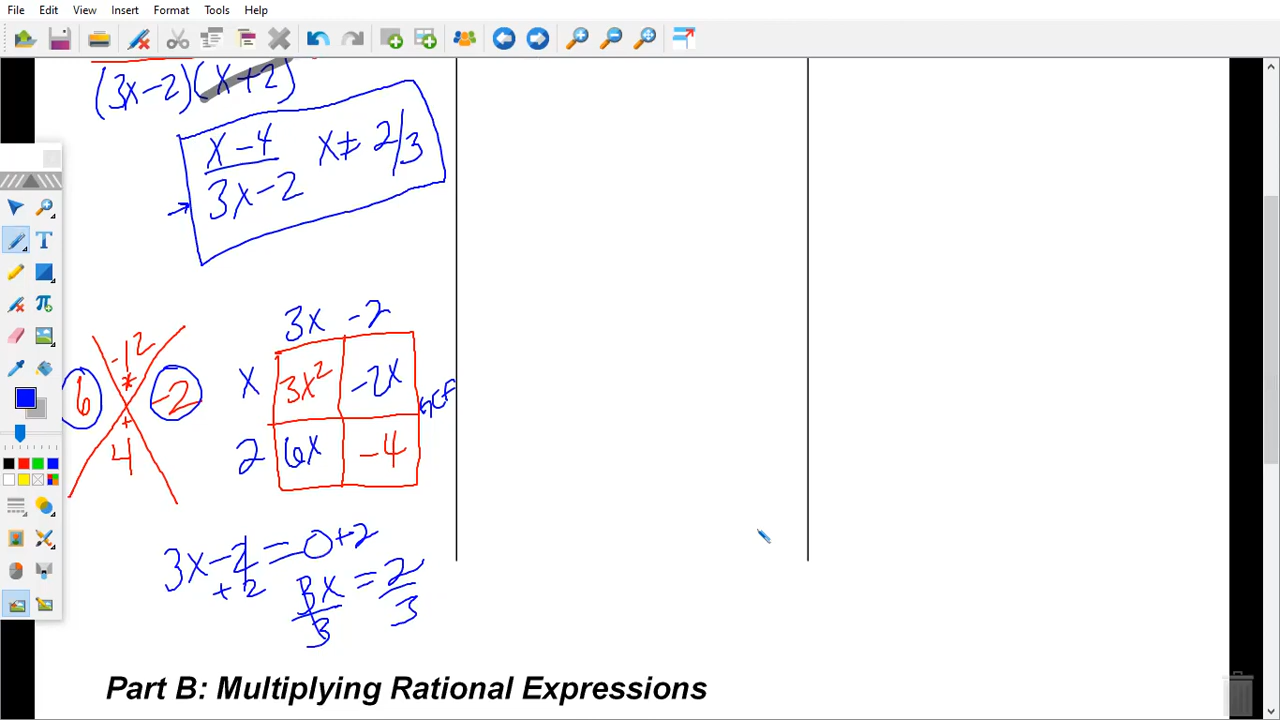 File Edit View Insert Format Tools Help
(3x-2)(x+2)
x-4 x≠ 2/3
3x-2
3x -2
-12
*
6 -2
+
4
x 3x² -2x
GCF
2 6x -4
3x-2=0+2
+2
3x = 2
3 3
Part B: Multiplying Rational Expressions